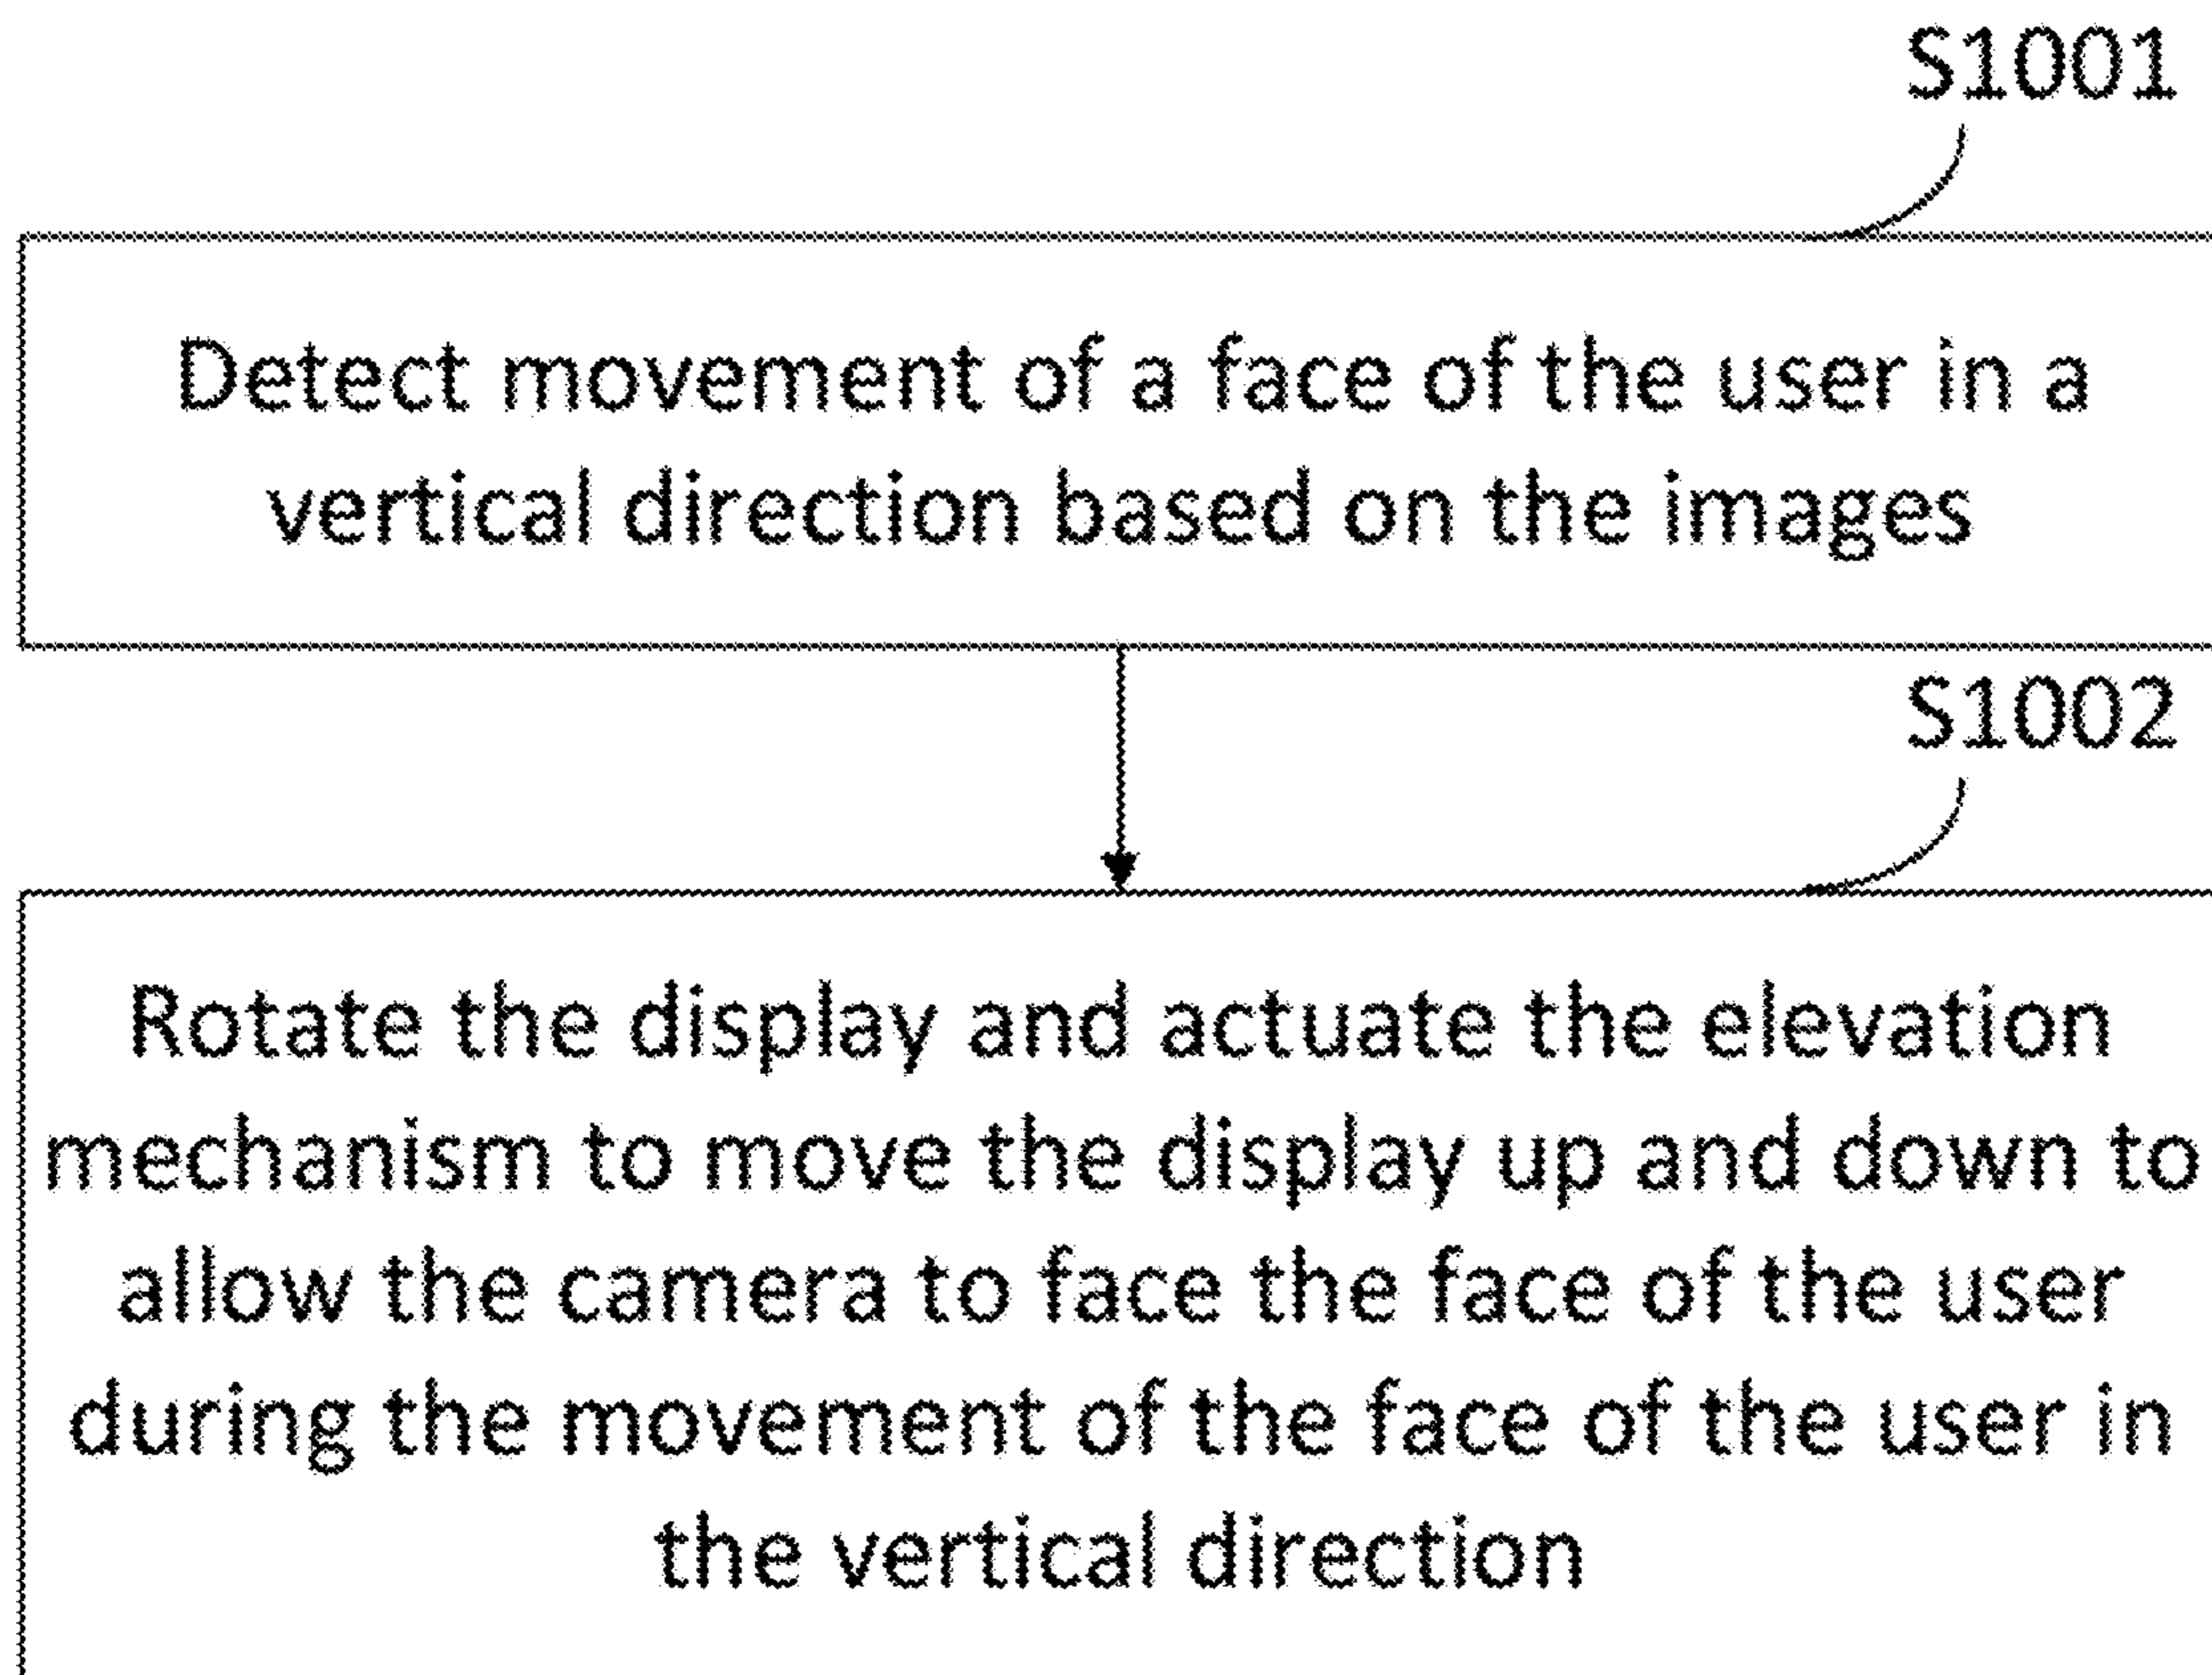 S1001
Detect movement of a face of the user in a
vertical direction based on the images
S1002
Rotate the display and actuate the elevation
mechanism to move the display up and down to
allow the camera to face the face of the user
during the movement of the face of the user in
the vertical direction